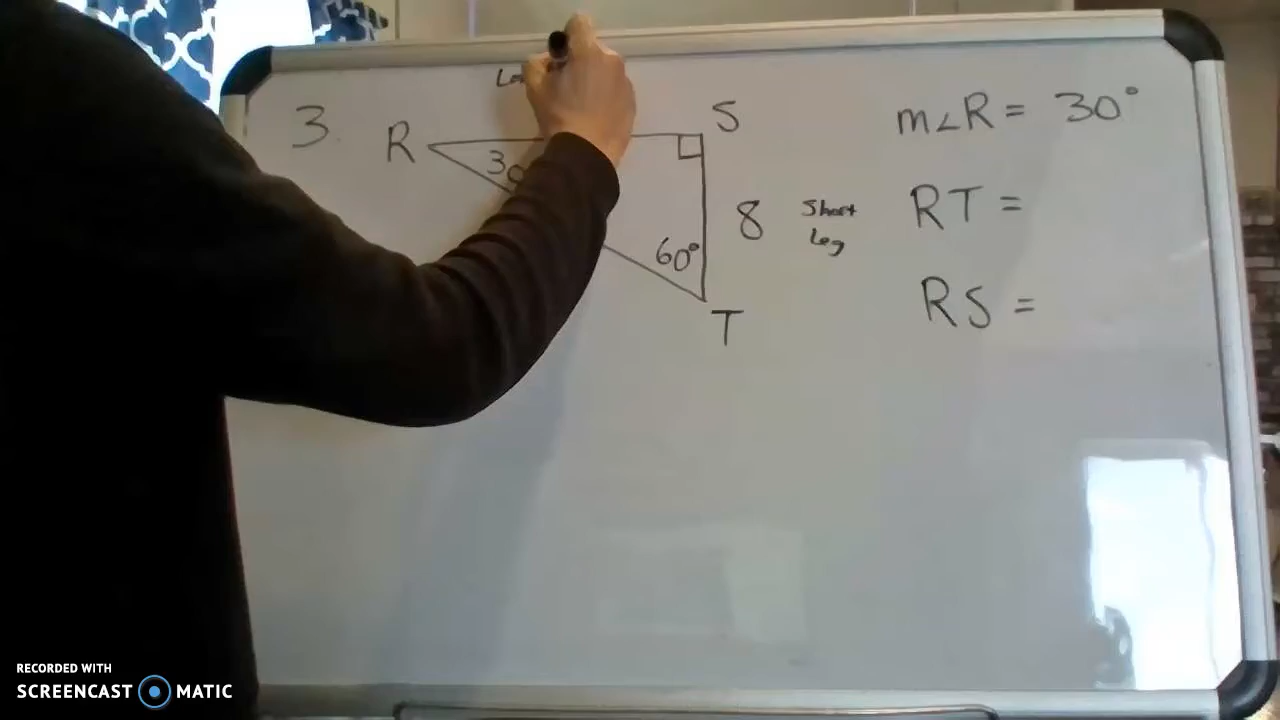 3.
R
S
30
60°
8
Short
Leg
T
m∠R = 30°
RT =
RS =
RECORDED WITH
SCREENCAST MATIC